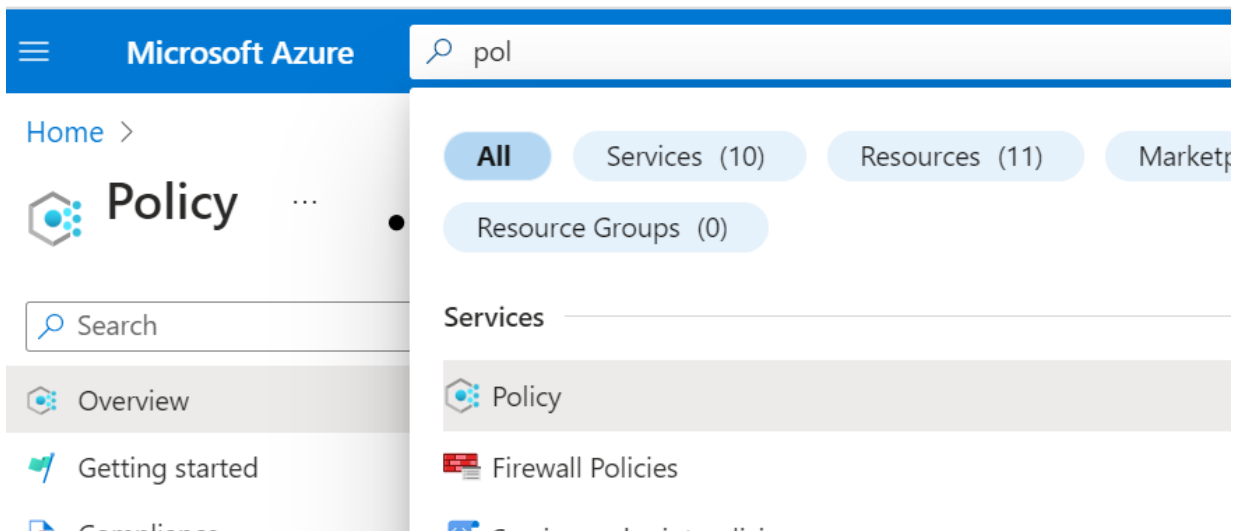 Microsoft Azure
pol
Home >
Policy ...
Search
Overview
Getting started
All
Services (10)
Resources (11)
Resource Groups (0)
Services
Policy
Firewall Policies